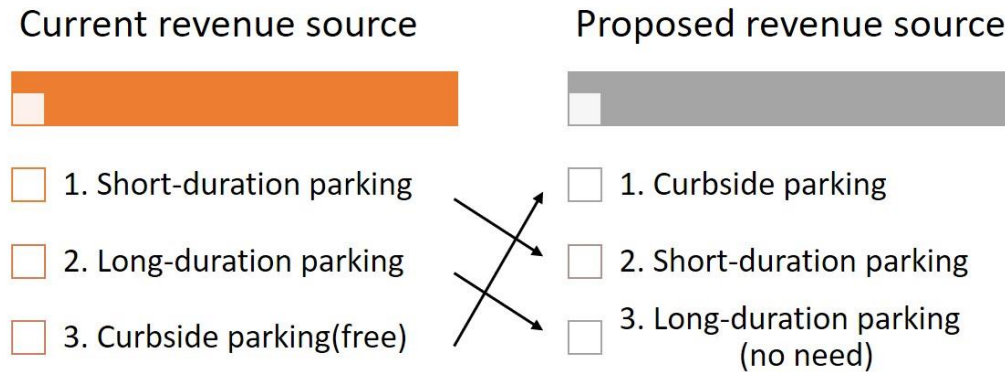 Current revenue source
1. Short-duration parking
2. Long-duration parking
3. Curbside parking(free)
Proposed revenue source
1. Curbside parking
2. Short-duration parking
3. Long-duration parking
(no need)